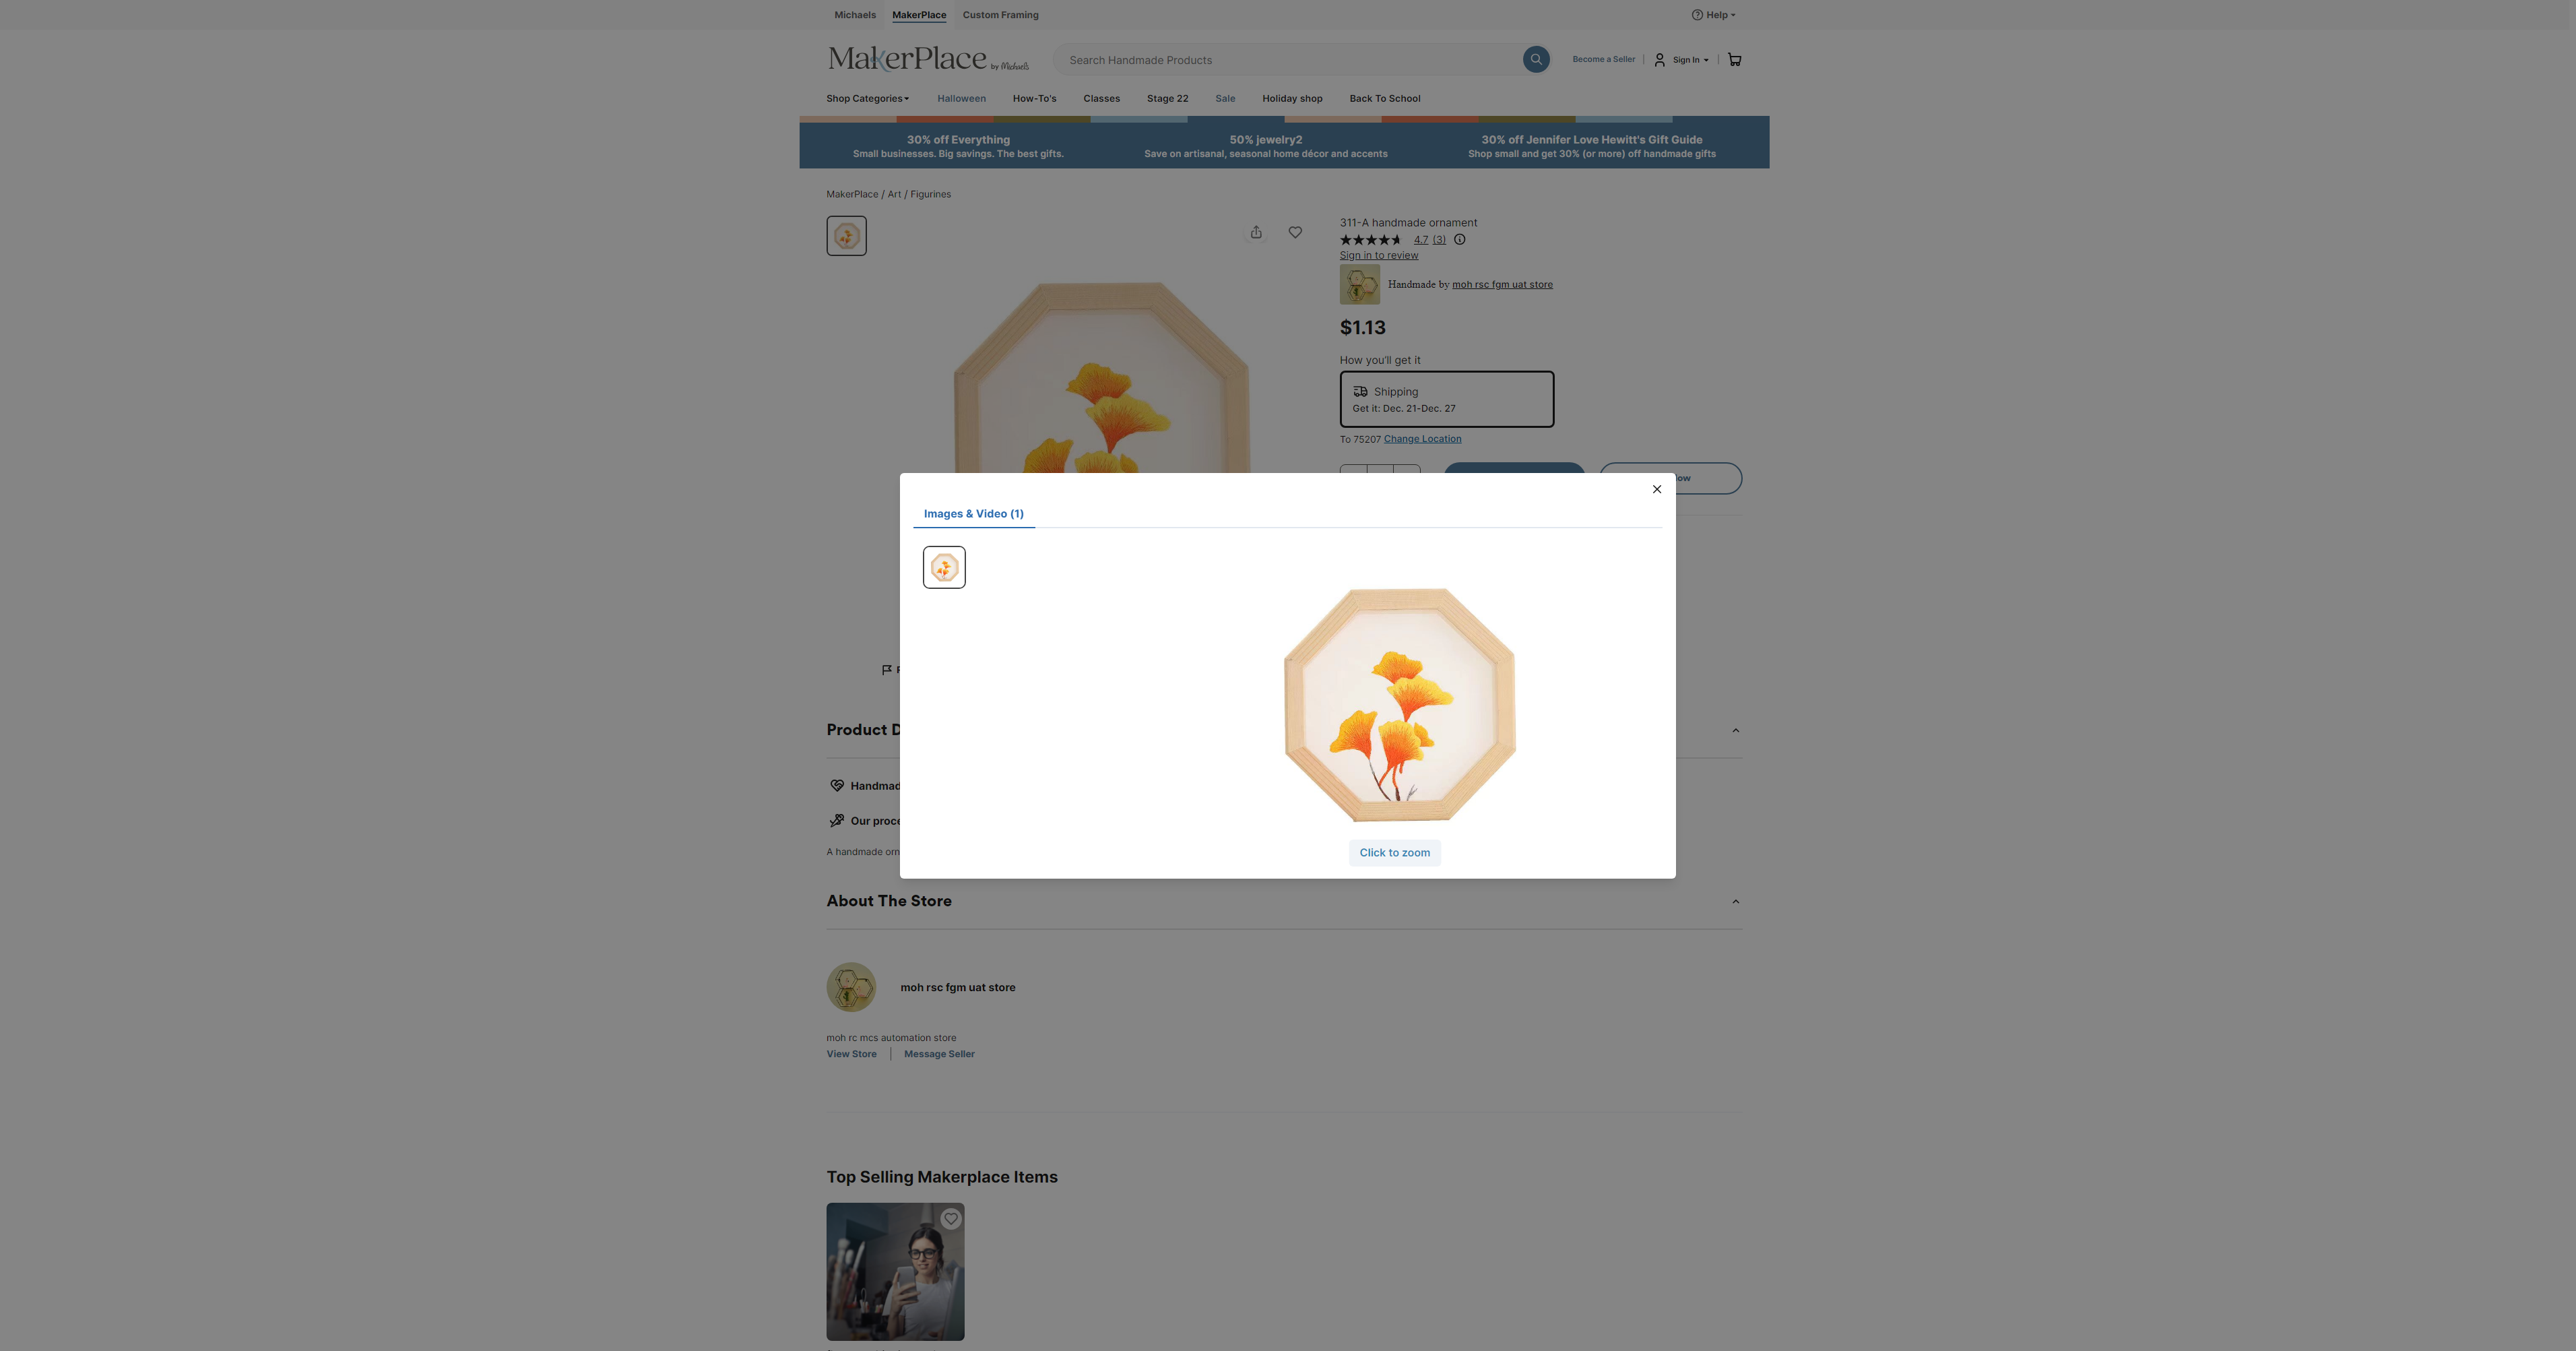 Michaels MakerPlace Custom Framing Help
MakerPlace by Michaels Search Handmade Products Become a Seller | Sign In |
Shop Categories Halloween How-To's Classes Stage 22 Sale Holiday shop Back To School
30% off Everything 50% jewelry2 30% off Jennifer Love Hewitt's Gift Guide
Small businesses. Big savings. The best gifts. Save on artisanal, seasonal home décor and accents Shop small and get 30% (or more) off handmade gifts
MakerPlace / Art / Figurines
311-A handmade ornament
4.7 (3)
Sign in to review
Handmade by moh rsc fgm uat store
$1.13
How you'll get it
Shipping
Get it: Dec. 21-Dec. 27
To 75207 Change Location
Images & Video (1)
Click to zoom
Product D
Handmad
Our proce
A handmade orn
About The Store
moh rsc fgm uat store
moh rc mcs automation store
View Store | Message Seller
Top Selling Makerplace Items